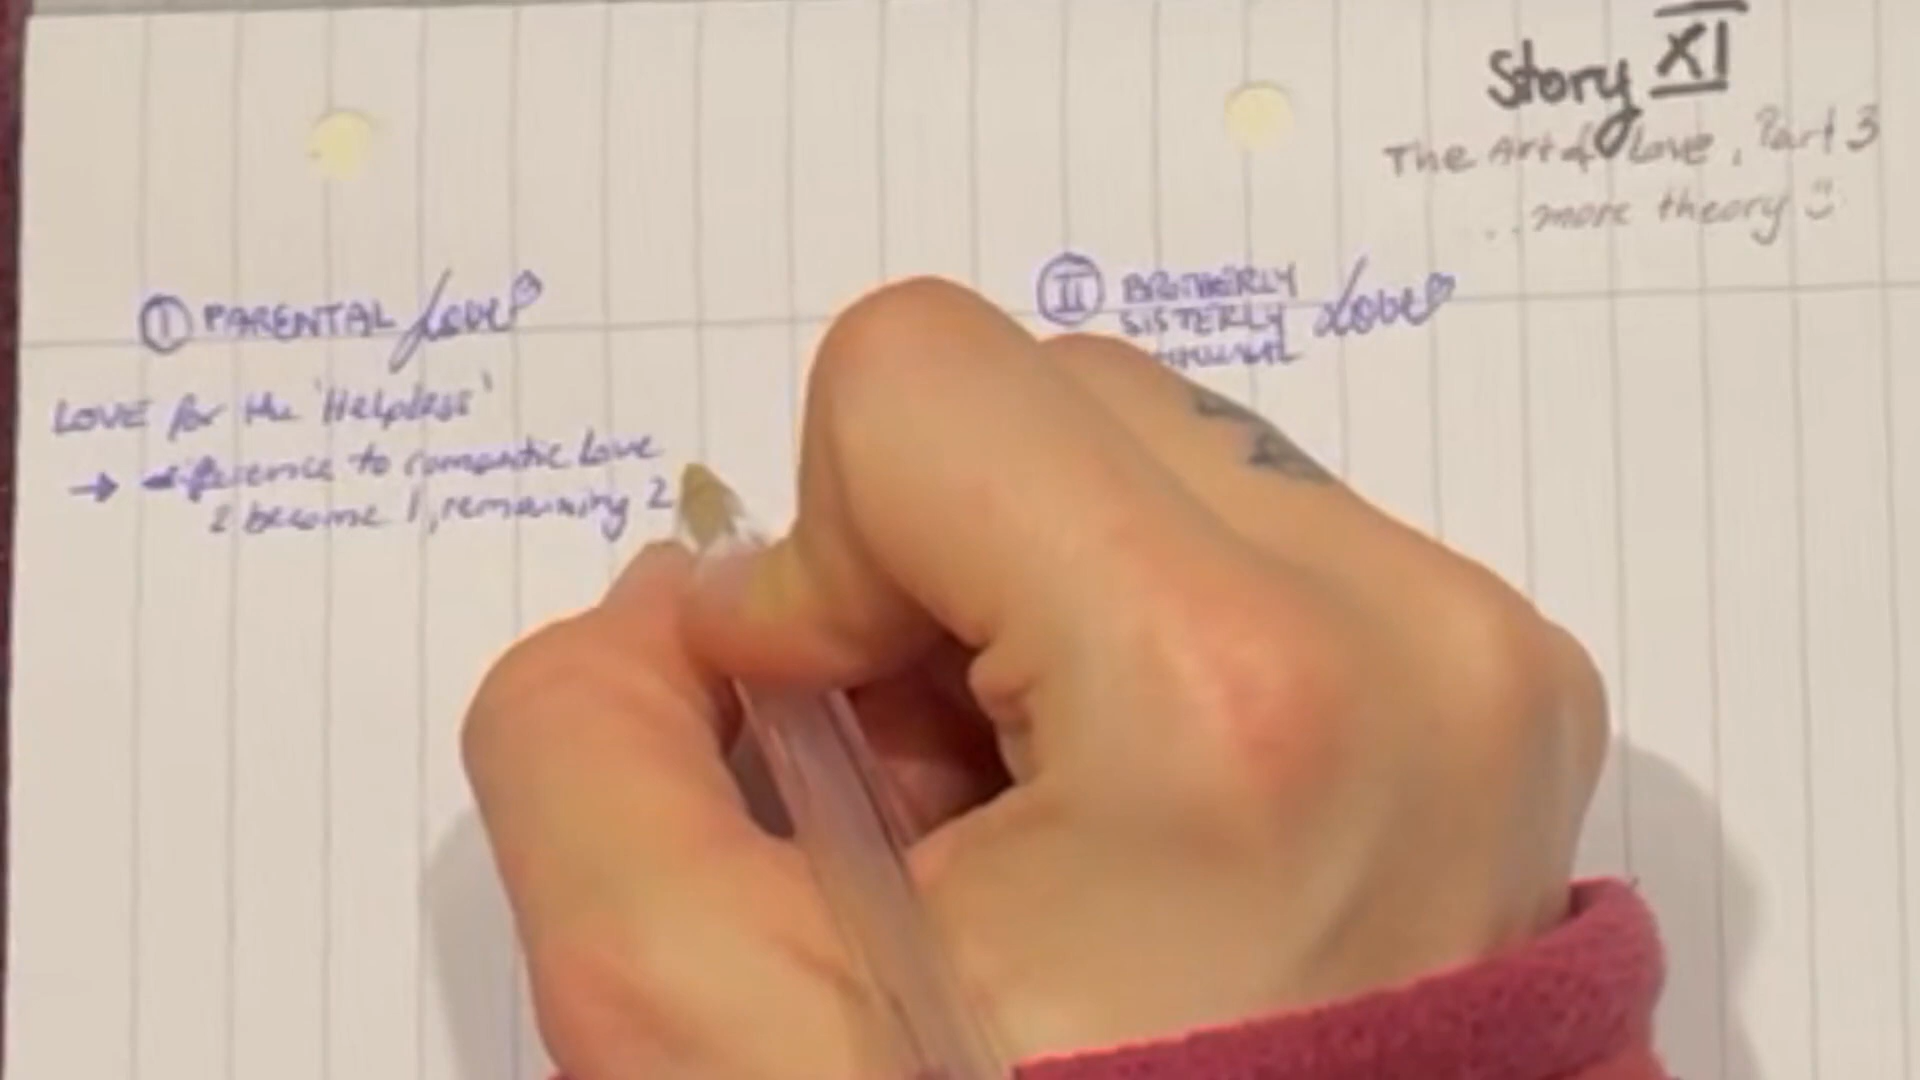 Story XI
The Art of Love, Part 3
...more theory
I PARENTAL Love
LOVE for the 'Helpless'
→ difference to romantic Love
2 become 1, remaining 2
II BROTHERLY
SISTERLY Love